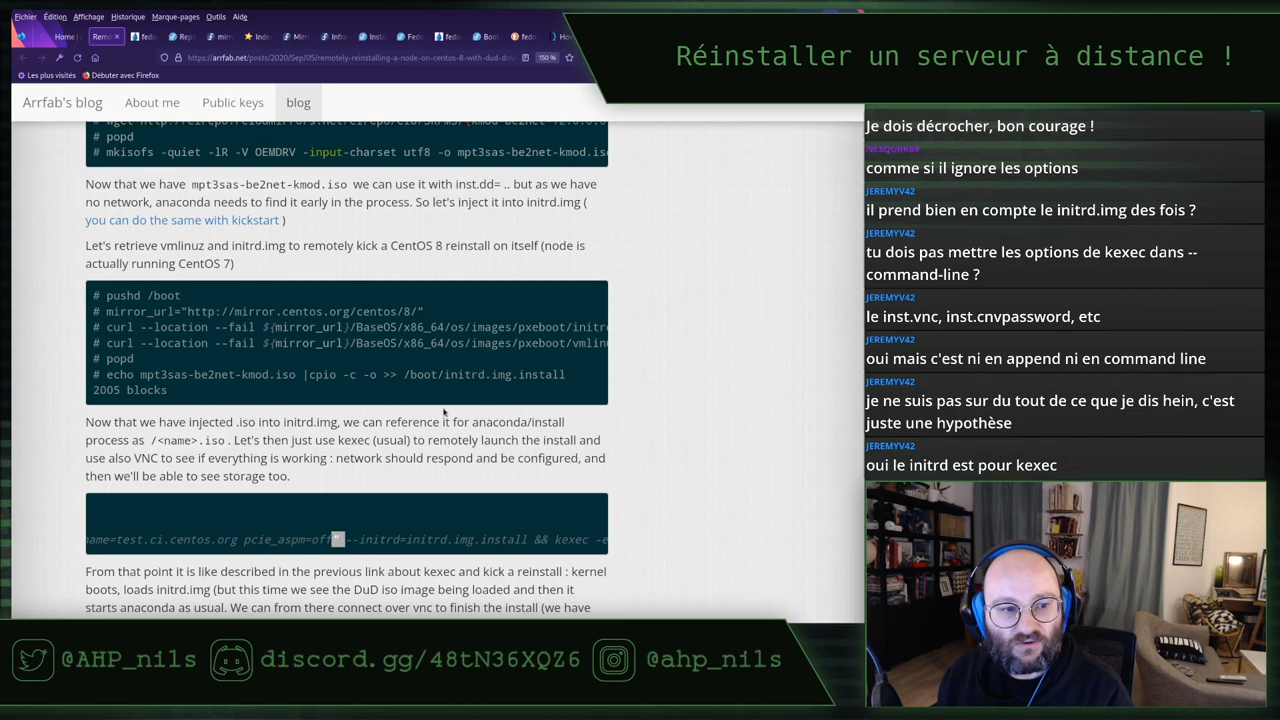 Fichier Édition Affichage Historique Marque-pages Outils Aide
Réinstaller un serveur à distance !
Home |
Remo
fedo
Repo
mirr
Index
Mirro
Infra
Insta
Fedo
Boo
fedo
Ho
https://arrfab.net/posts/2020/Sep/05/remotely-reinstalling-a-node-on-centos-8-with-dud-driv
150 %
Les plus visités
Débuter avec Firefox
Arrfab's blog
About me
Public keys
blog
# popd
# mkisofs -quiet -lR -V OEMDRV -input-charset utf8 -o mpt3sas-be2net-kmod.iso
Now that we have mpt3sas-be2net-kmod.iso we can use it with inst.dd= .. but as we have
no network, anaconda needs to find it early in the process. So let's inject it into initrd.img (
you can do the same with kickstart )
Let's retrieve vmlinuz and initrd.img to remotely kick a CentOS 8 reinstall on itself (node is
actually running CentOS 7)
# pushd /boot
# mirror_url="http://mirror.centos.org/centos/8/"
# curl --location --fail ${mirror_url}/BaseOS/x86_64/os/images/pxeboot/initr
# curl --location --fail ${mirror_url}/BaseOS/x86_64/os/images/pxeboot/vmlin
# popd
# echo mpt3sas-be2net-kmod.iso |cpio -c -o >> /boot/initrd.img.install
2005 blocks
Now that we have injected .iso into initrd.img, we can reference it for anaconda/install
process as /<name>.iso . Let's then just use kexec (usual) to remotely launch the install and
use also VNC to see if everything is working : network should respond and be configured, and
then we'll be able to see storage too.
name=test.ci.centos.org pcie_aspm=off" --initrd=initrd.img.install && kexec -e
From that point it is like described in the previous link about kexec and kick a reinstall : kernel
boots, loads initrd.img (but this time we see the DuD iso image being loaded and then it
starts anaconda as usual. We can from there connect over vnc to finish the install (we have
Je dois décrocher, bon courage !
comme si il ignore les options
JEREMYV42
il prend bien en compte le initrd.img des fois ?
JEREMYV42
tu dois pas mettre les options de kexec dans --
command-line ?
JEREMYV42
le inst.vnc, inst.cnvpassword, etc
JEREMYV42
oui mais c'est ni en append ni en command line
JEREMYV42
je ne suis pas sur du tout de ce que je dis hein, c'est
juste une hypothèse
JEREMYV42
oui le initrd est pour kexec
@AHP_nils
discord.gg/48tN36XQZ6
@ahp_nils